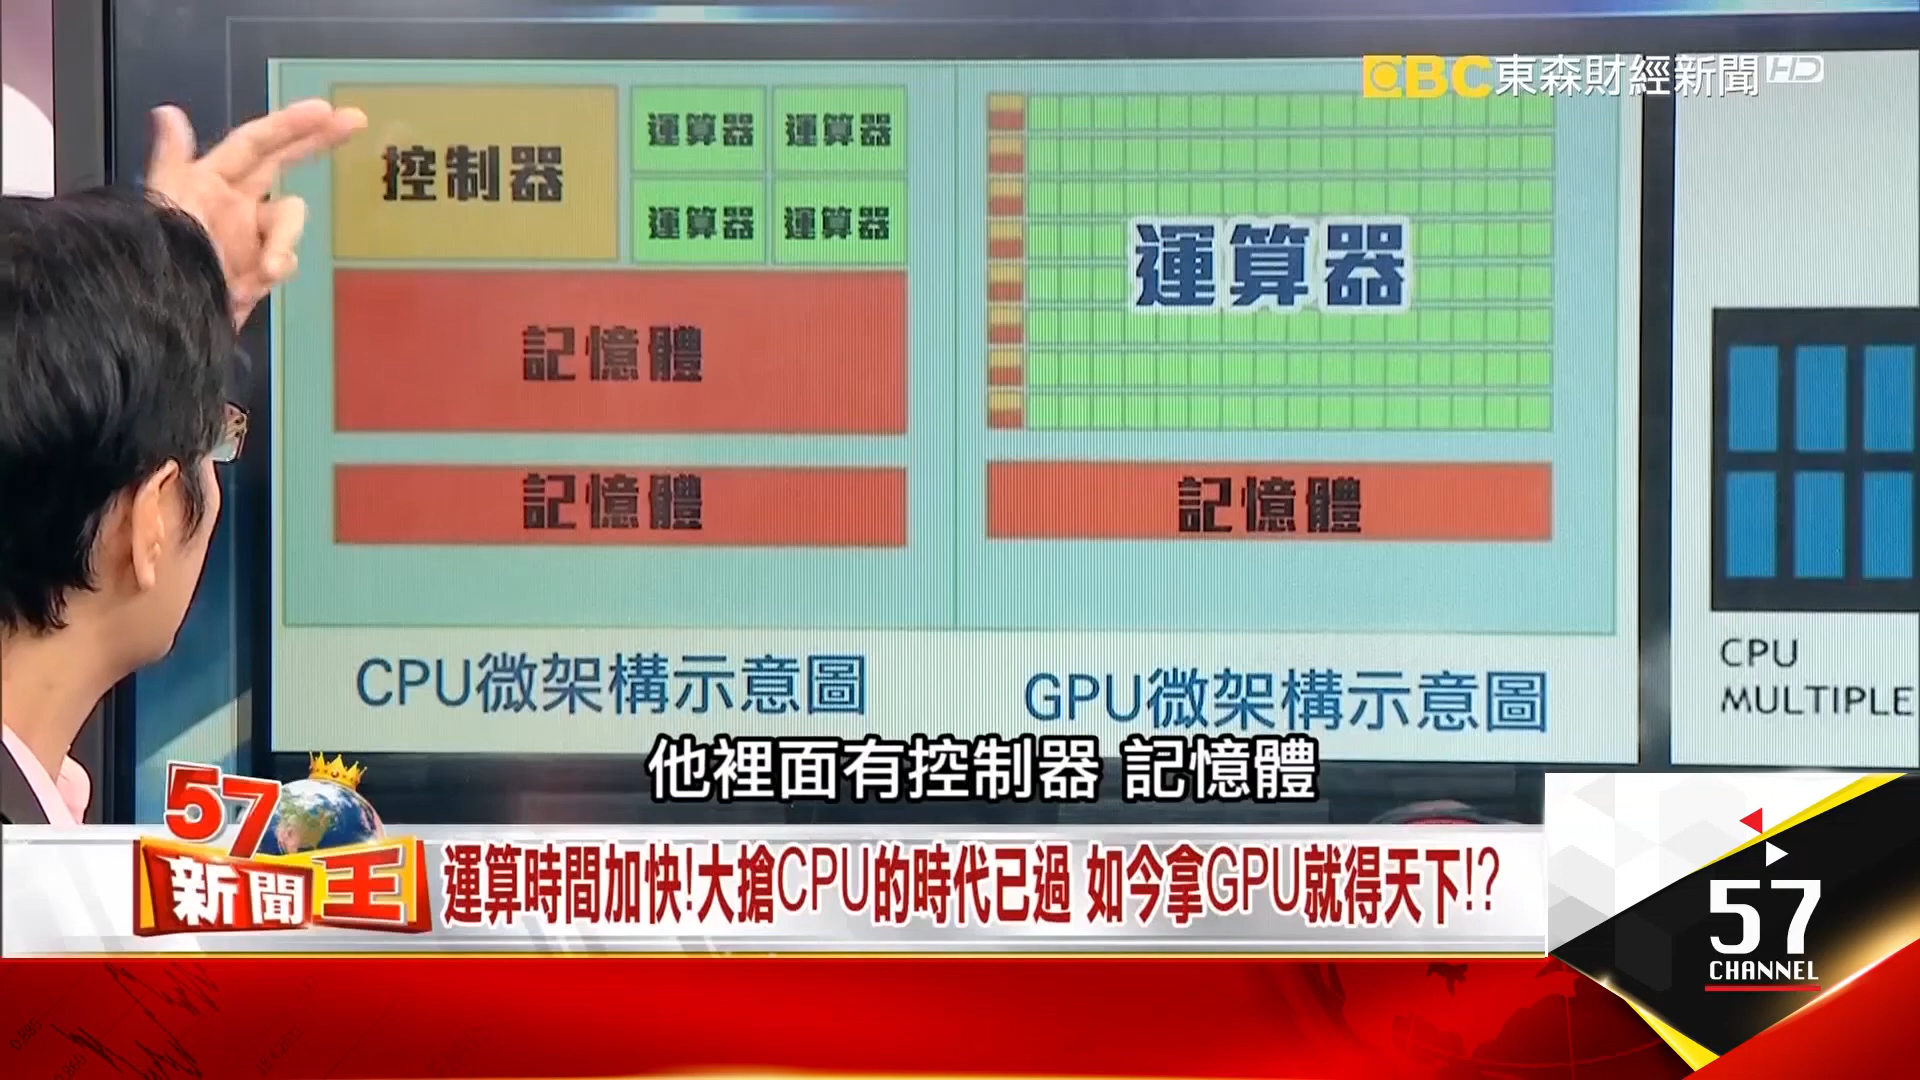 EBC東森財經新聞HD
控制器
運算器 運算器
運算器 運算器
記憶體
記憶體
CPU微架構示意圖
運算器
記憶體
GPU微架構示意圖
CPU
MULTIPLE
他裡面有控制器 記憶體
57
新聞王
運算時間加快!大搶CPU的時代已過 如今拿GPU就得天下!?
57
CHANNEL